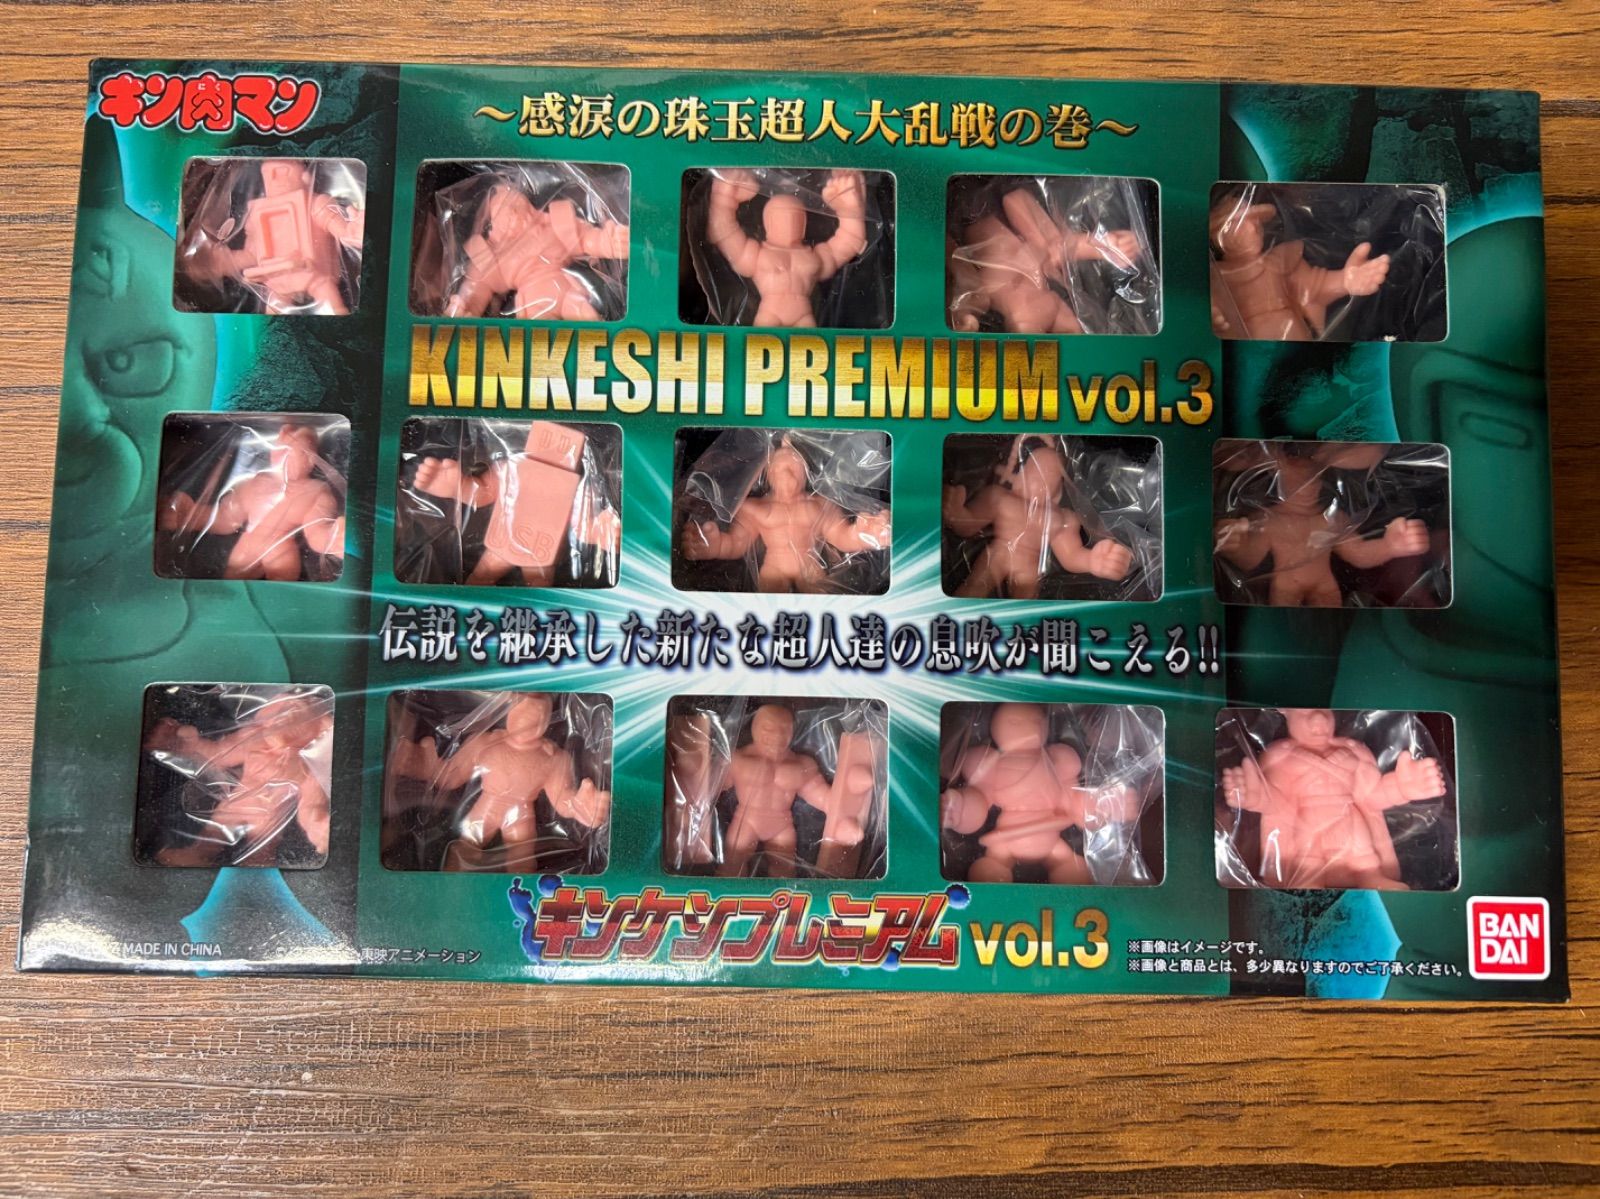 キン肉マン
にく
～感涙の珠玉超人大乱戦の巻～
KINKESHI PREMIUM vol.3
USB
伝説を継承した新たな超人達の息吹が聞こえる!!
キンケシプレミアム vol.3
MADE IN CHINA
東映アニメーション
※画像はイメージです。
※画像と商品とは、多少異なりますのでご了承ください。
BAN
DAI